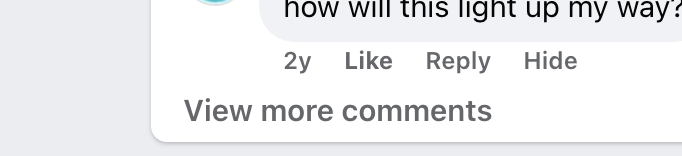 how will this light up my way?
2y Like Reply Hide
View more comments